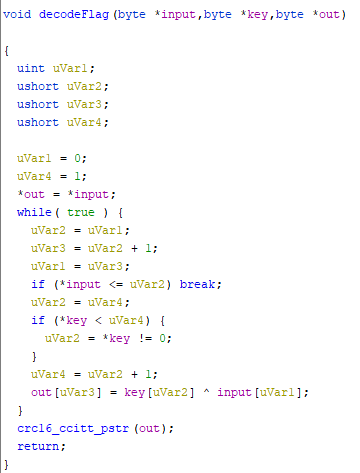 void decodeFlag(byte *input,byte *key,byte *out)
{
uint uVar1;
ushort uVar2;
ushort uVar3;
ushort uVar4;
uVar1 = 0;
uVar4 = 1;
*out = *input;
while( true ) {
uVar2 = uVar1;
uVar3 = uVar2 + 1;
uVar1 = uVar3;
if (*input <= uVar2) break;
uVar2 = uVar4;
if (*key < uVar4) {
uVar2 = *key != 0;
}
uVar4 = uVar2 + 1;
out[uVar3] = key[uVar2] ^ input[uVar1];
}
crc16_ccitt_pstr(out);
return;
}